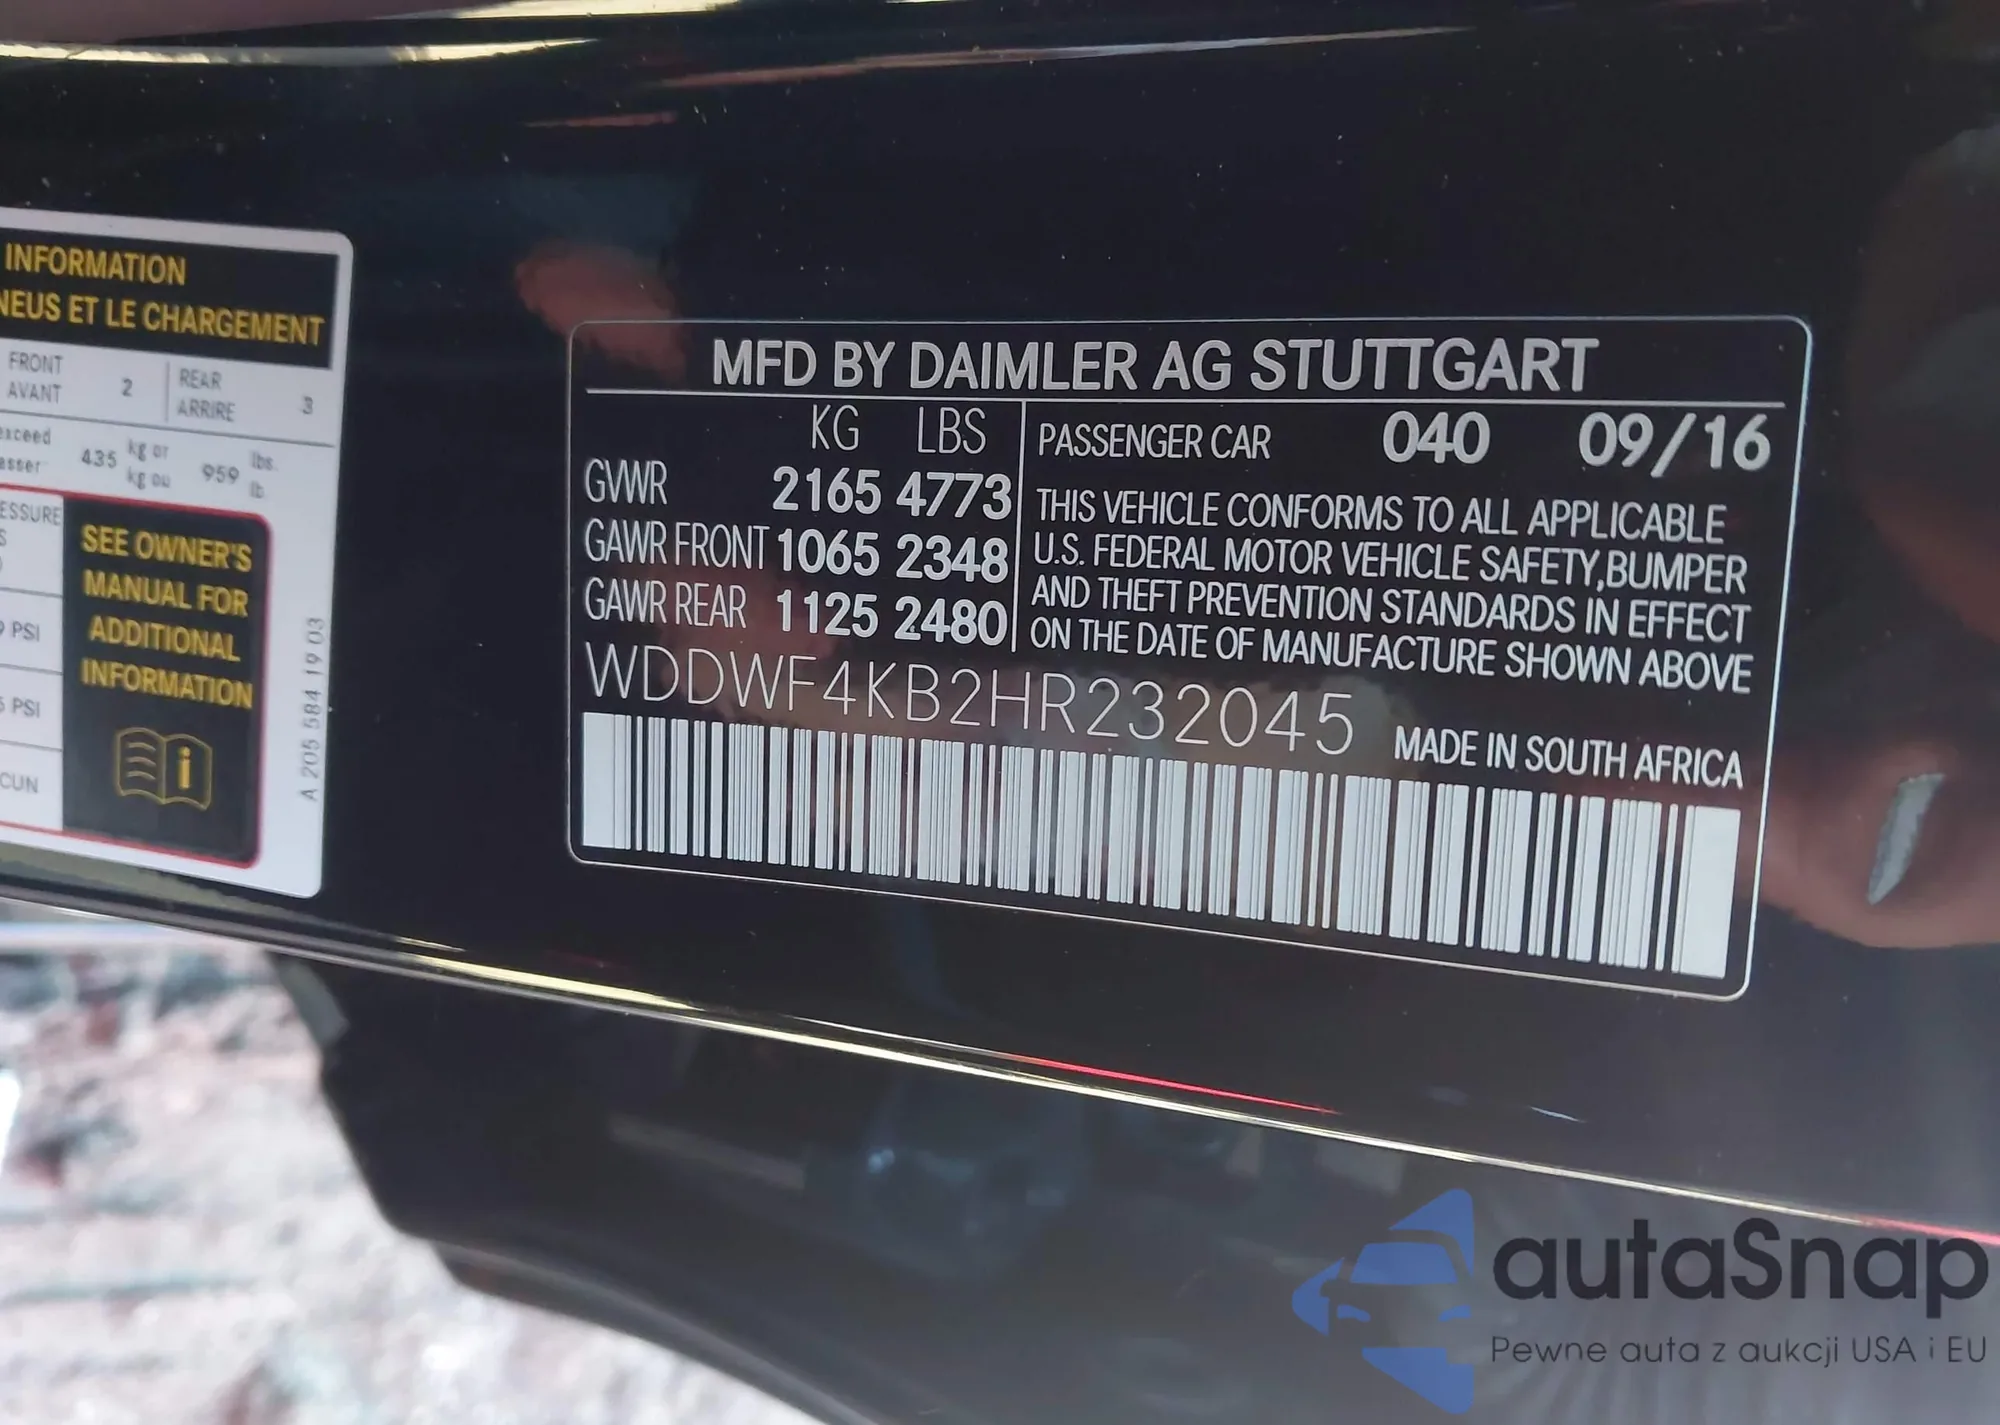 INFORMATION
ET LE CHARGEMENT
FRONT
AVANT
2
REAR
ARRIRE
3
435
kg or
kg ou
959
lbs.
lb.
SEE OWNER'S
MANUAL FOR
ADDITIONAL
INFORMATION
PSI
PSI
A 205 584 19 03
MFD BY DAIMLER AG STUTTGART
KG LBS
GVWR 2165 4773
GAWR FRONT 1065 2348
GAWR REAR 1125 2480
PASSENGER CAR 040 09/16
THIS VEHICLE CONFORMS TO ALL APPLICABLE
U.S. FEDERAL MOTOR VEHICLE SAFETY,BUMPER
AND THEFT PREVENTION STANDARDS IN EFFECT
ON THE DATE OF MANUFACTURE SHOWN ABOVE
WDDWF4KB2HR232045
MADE IN SOUTH AFRICA
autaSnap
Pewne auta z aukcji USA i EU